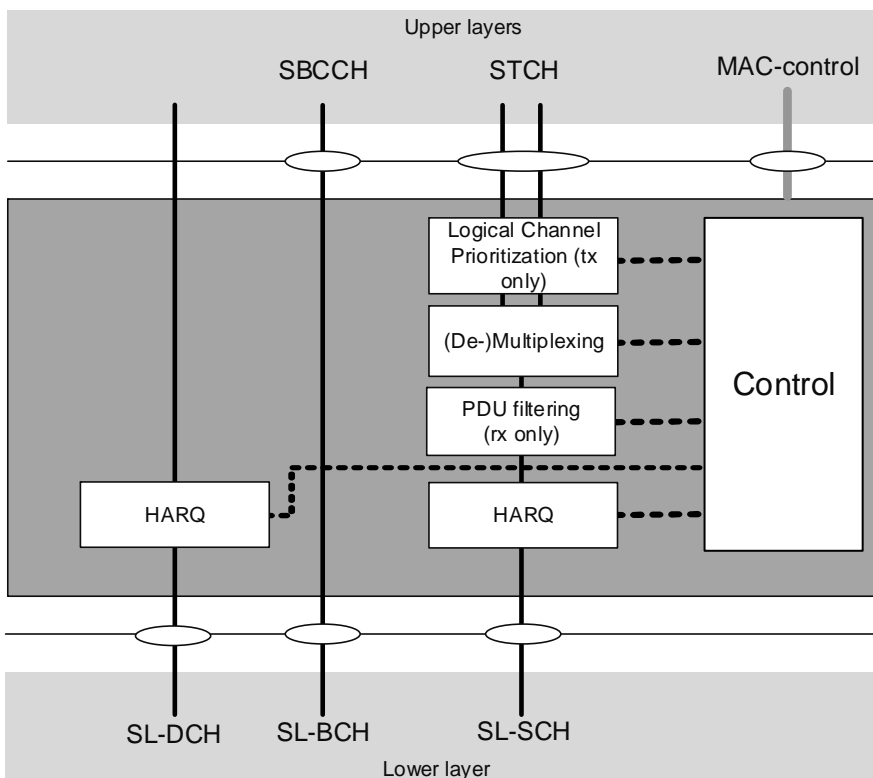 Upper layers
SBCCH
STCH
MAC-control
Logical Channel
Prioritization (tx
only)
(De-)Multiplexing
Control
PDU filtering
(rx only)
HARQ
HARQ
SL-DCH
SL-BCH
SL-SCH
Lower layer